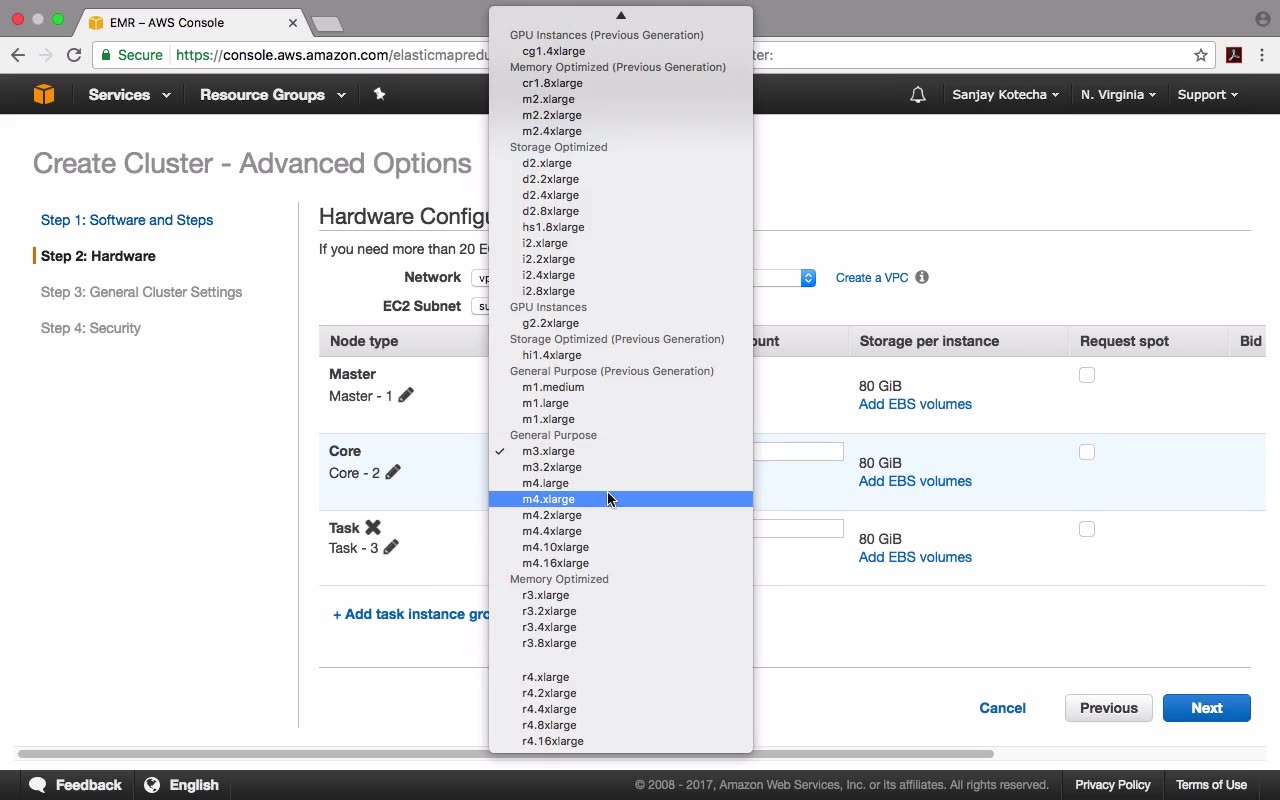 EMR – AWS Console
Secure
https://console.aws.amazon.com/elasticmapredu
ter:
Services
Resource Groups
Sanjay Kotecha
N. Virginia
Support
Create Cluster - Advanced Options
Step 1: Software and Steps
Step 2: Hardware
Step 3: General Cluster Settings
Step 4: Security
Hardware Configu
If you need more than 20 E
Network
vp
Create a VPC
EC2 Subnet
su
Node type
ount
Storage per instance
Request spot
Bid
Master
Master - 1
80 GiB
Add EBS volumes
Core
Core - 2
80 GiB
Add EBS volumes
Task
Task - 3
80 GiB
Add EBS volumes
+ Add task instance gro
GPU Instances (Previous Generation)
cg1.4xlarge
Memory Optimized (Previous Generation)
cr1.8xlarge
m2.xlarge
m2.2xlarge
m2.4xlarge
Storage Optimized
d2.xlarge
d2.2xlarge
d2.4xlarge
d2.8xlarge
hs1.8xlarge
i2.xlarge
i2.2xlarge
i2.4xlarge
i2.8xlarge
GPU Instances
g2.2xlarge
Storage Optimized (Previous Generation)
hi1.4xlarge
General Purpose (Previous Generation)
m1.medium
m1.large
m1.xlarge
General Purpose
m3.xlarge
m3.2xlarge
m4.large
m4.xlarge
m4.2xlarge
m4.4xlarge
m4.10xlarge
m4.16xlarge
Memory Optimized
r3.xlarge
r3.2xlarge
r3.4xlarge
r3.8xlarge
r4.xlarge
r4.2xlarge
r4.4xlarge
r4.8xlarge
r4.16xlarge
Cancel
Previous
Next
Feedback
English
© 2008 - 2017, Amazon Web Services, Inc. or its affiliates. All rights reserved.
Privacy Policy
Terms of Use